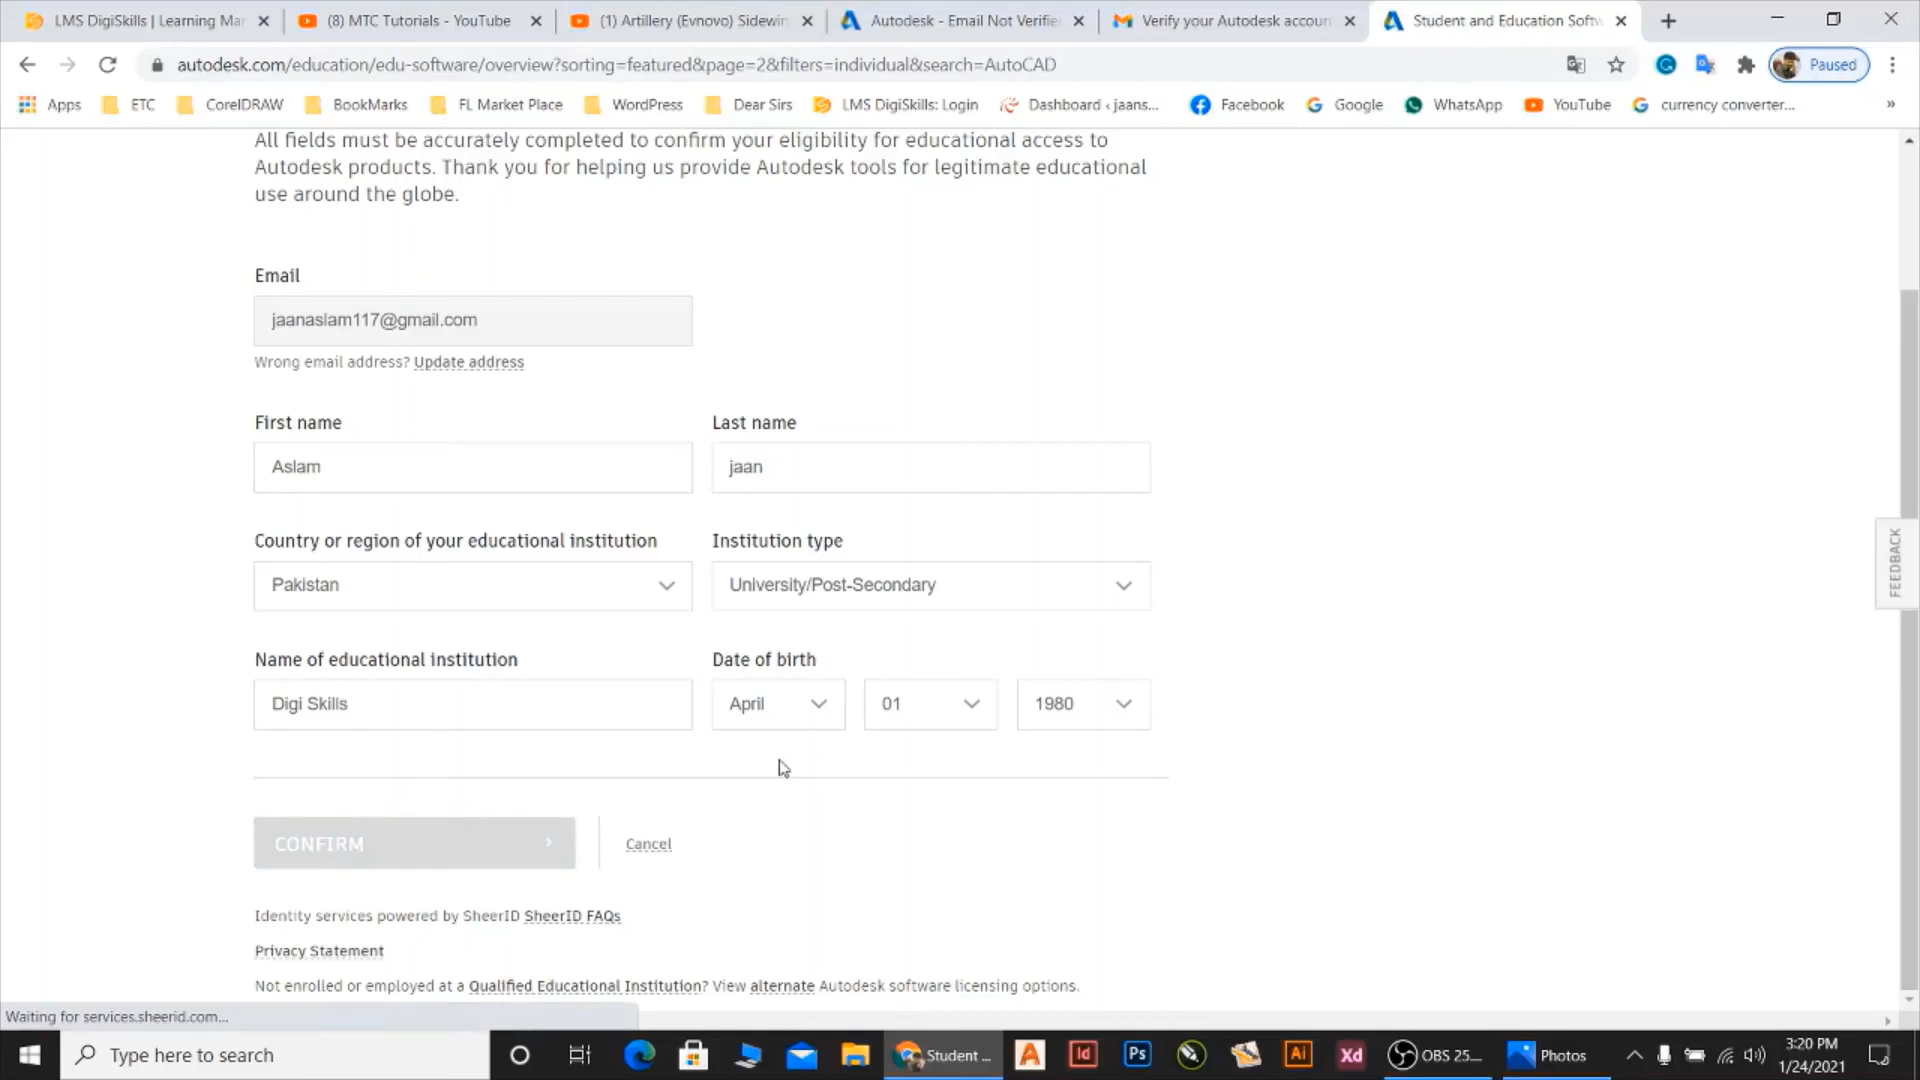 LMS DigiSkills | Learning Ma
(8) MTC Tutorials - YouTube
(1) Artillery (Evnovo) Sidewin
Autodesk - Email Not Verifie
Verify your Autodesk accoun
Student and Education Softw
autodesk.com/education/edu-software/overview?sorting=featured&page=2&filters=individual&search=AutoCAD
Paused
Apps
ETC
CorelDRAW
BookMarks
FL Market Place
WordPress
Dear Sirs
LMS DigiSkills: Login
Dashboard ‹ jaans...
Facebook
Google
WhatsApp
YouTube
currency converter...
»
All fields must be accurately completed to confirm your eligibility for educational access to
Autodesk products. Thank you for helping us provide Autodesk tools for legitimate educational
use around the globe.
Email
jaanaslam117@gmail.com
Wrong email address? Update address
First name
Last name
Aslam
jaan
Country or region of your educational institution
Institution type
Pakistan
University/Post-Secondary
Name of educational institution
Date of birth
Digi Skills
April
01
1980
FEEDBACK
CONFIRM
Cancel
Identity services powered by SheerID SheerID FAQs
Privacy Statement
Not enrolled or employed at a Qualified Educational Institution? View alternate Autodesk software licensing options.
Waiting for services.sheerid.com...
Type here to search
Student ...
A
Id
Ps
Ai
Xd
OBS 25....
Photos
3:20 PM
1/24/2021